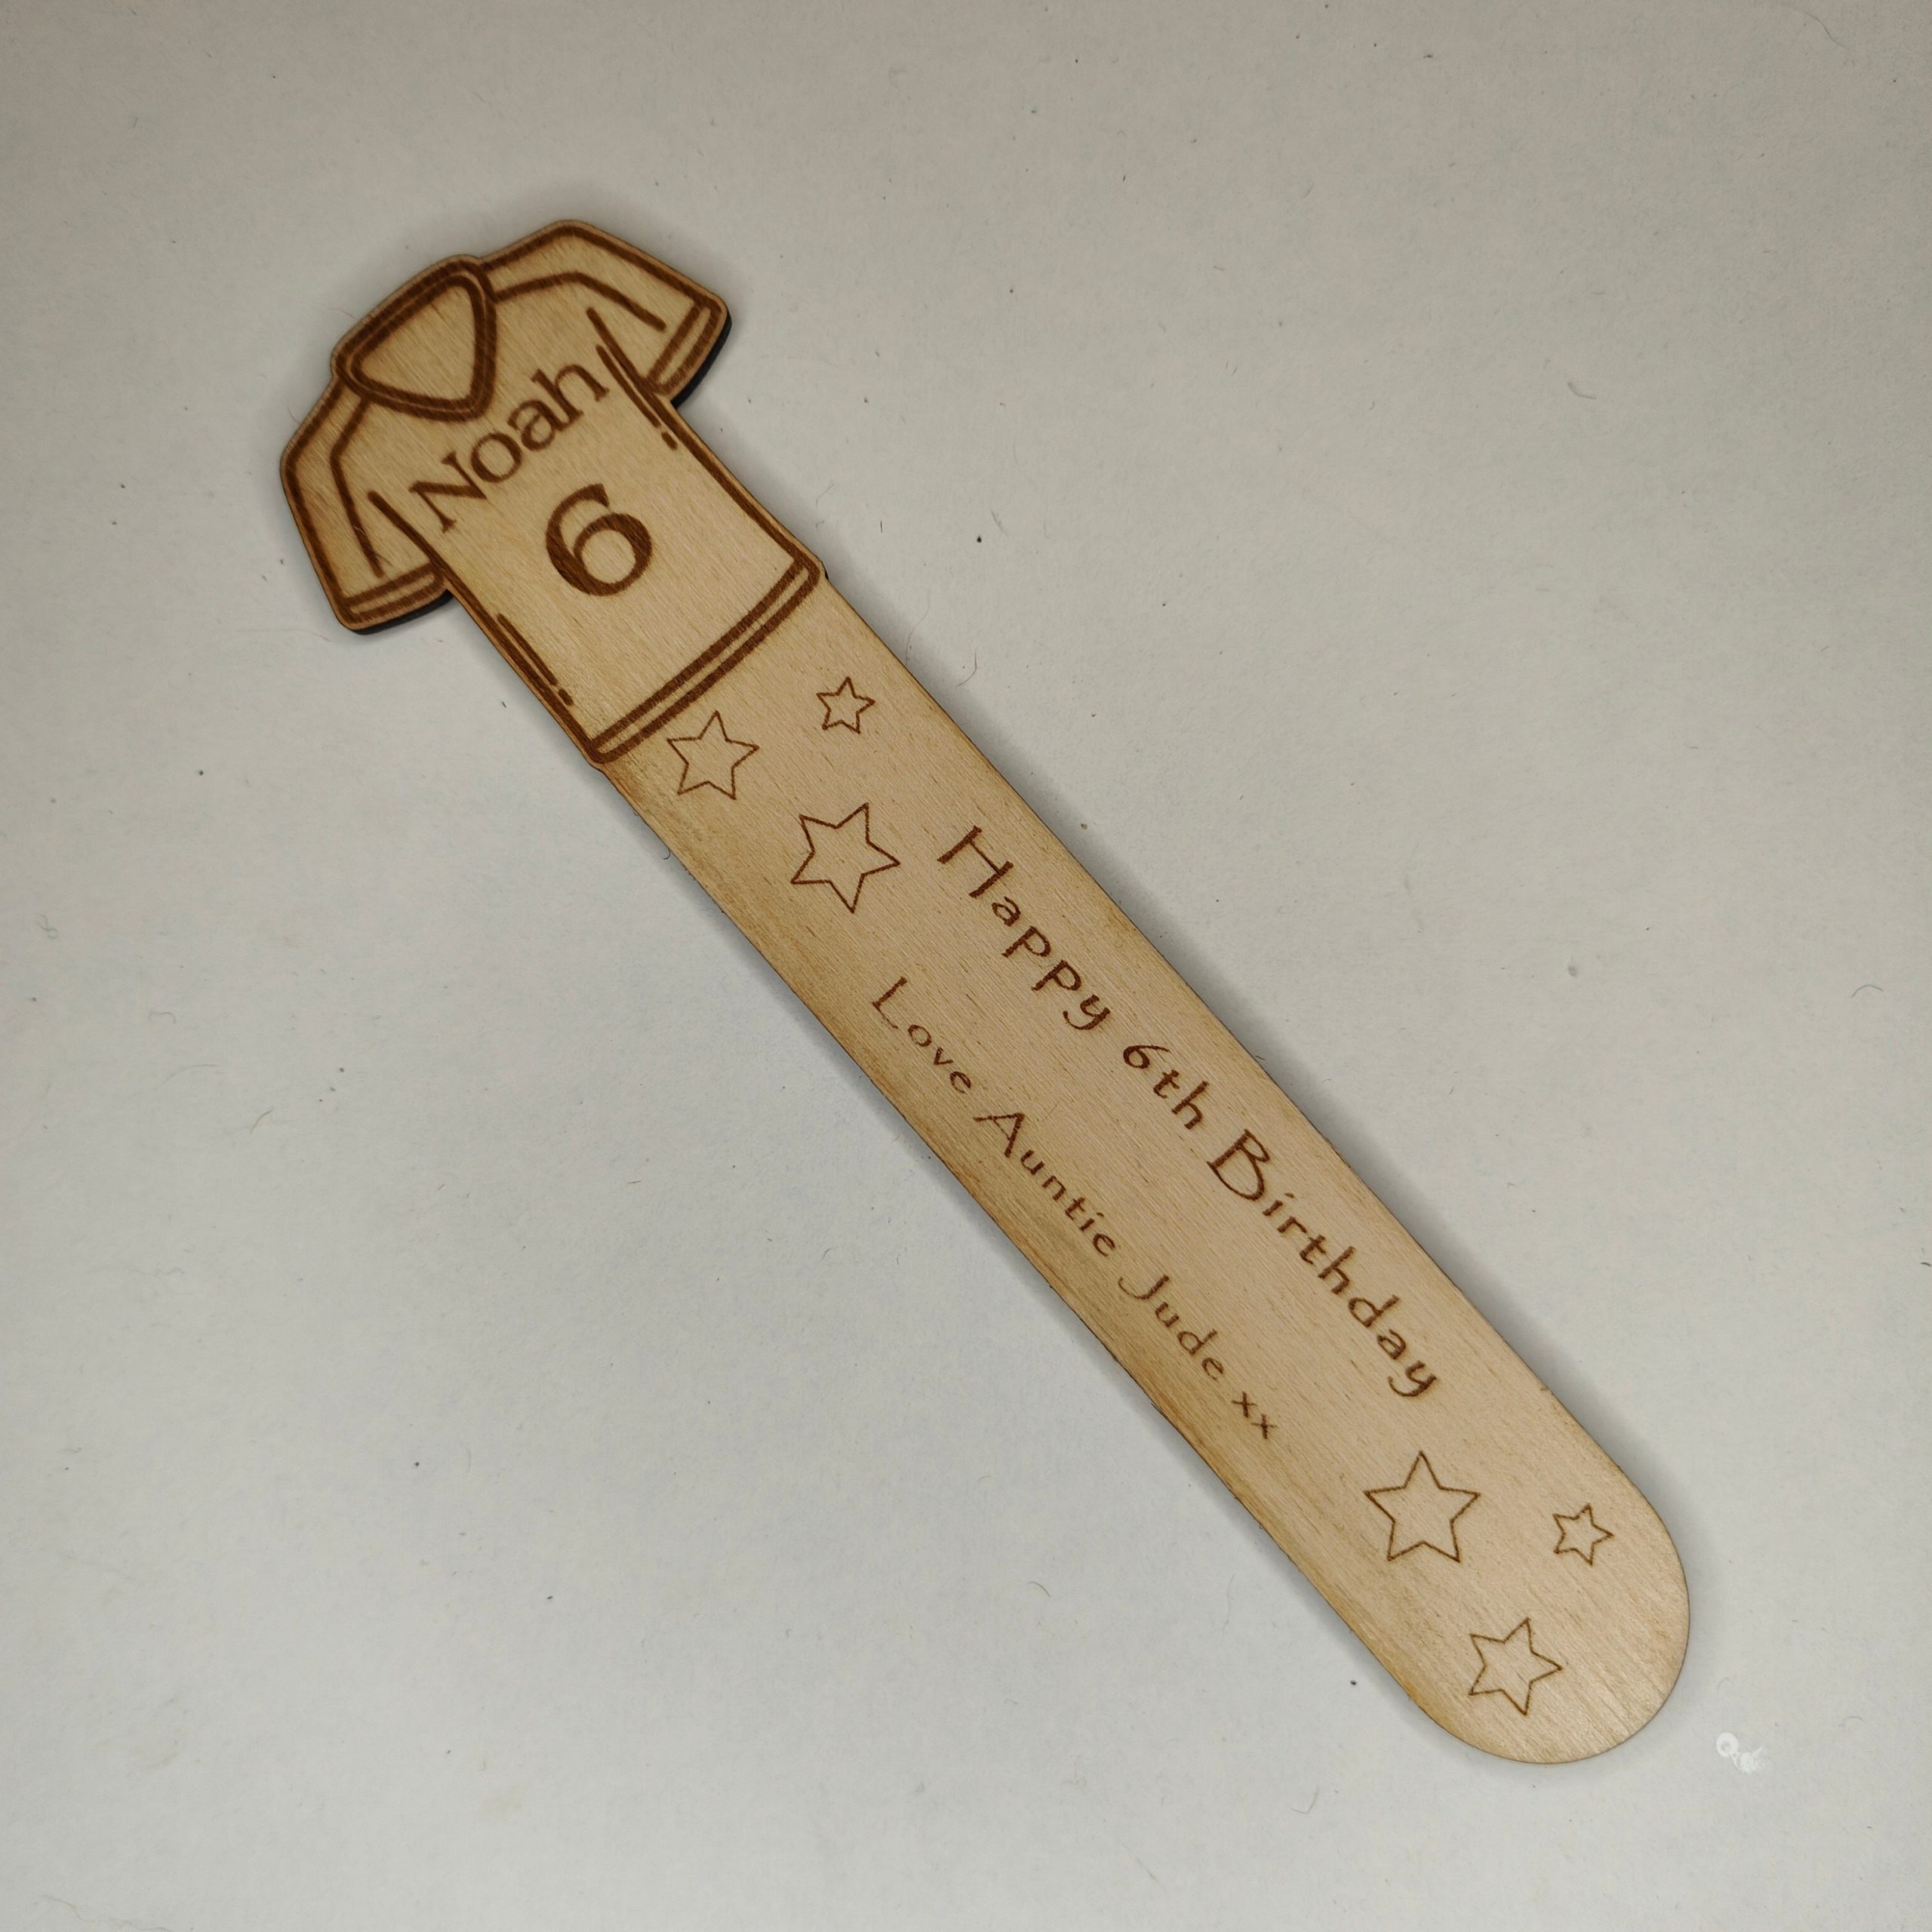 Noah
6
Happy 6th Birthday
Love Auntie Jude xx